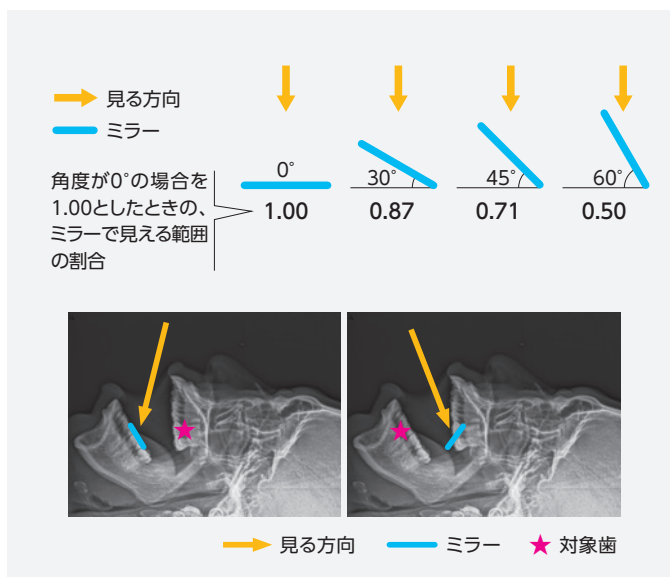 見る方向
ミラー
角度が0°の場合を
1.00としたときの、
ミラーで見える範囲
の割合
0° 30° 45° 60°
1.00 0.87 0.71 0.50
見る方向 ミラー 対象歯